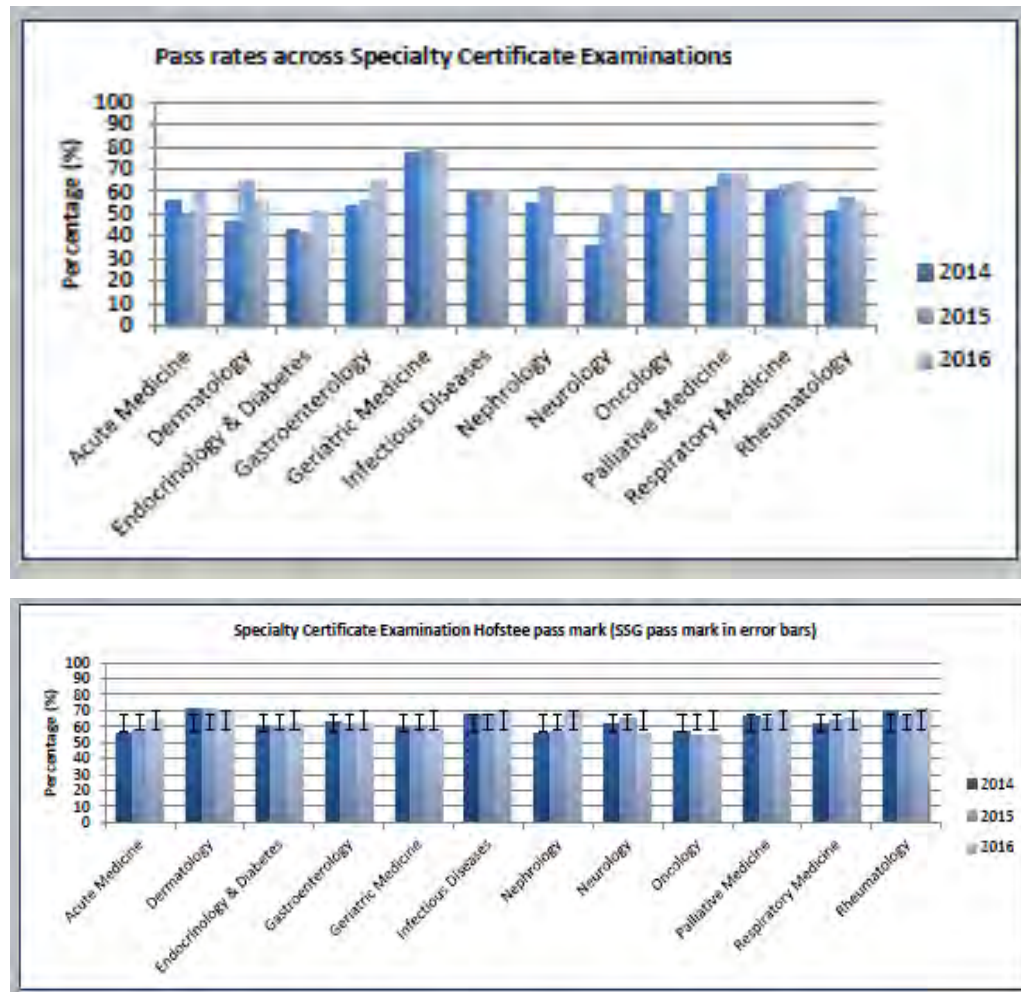 Pass rates across Specialty Certificate Examinations
100
90
80
70
60
50
40
30
20
10
0
Percentage (%)
Acute Medicine
Dermatology
Endocrinology & Diabetes
Gastroenterology
Geriatric Medicine
Infectious Diseases
Nephrology
Neurology
Oncology
Palliative Medicine
Respiratory Medicine
Rheumatology
2014
2015
2016
Specialty Certificate Examination Hofstee pass mark (SSG pass mark in error bars)
100
90
80
70
60
50
40
30
20
10
0
Percentage (%)
Acute Medicine
Dermatology
Endocrinology & Diabetes
Gastroenterology
Geriatric Medicine
Infectious Diseases
Nephrology
Neurology
Oncology
Palliative Medicine
Respiratory Medicine
Rheumatology
2014
2015
2016